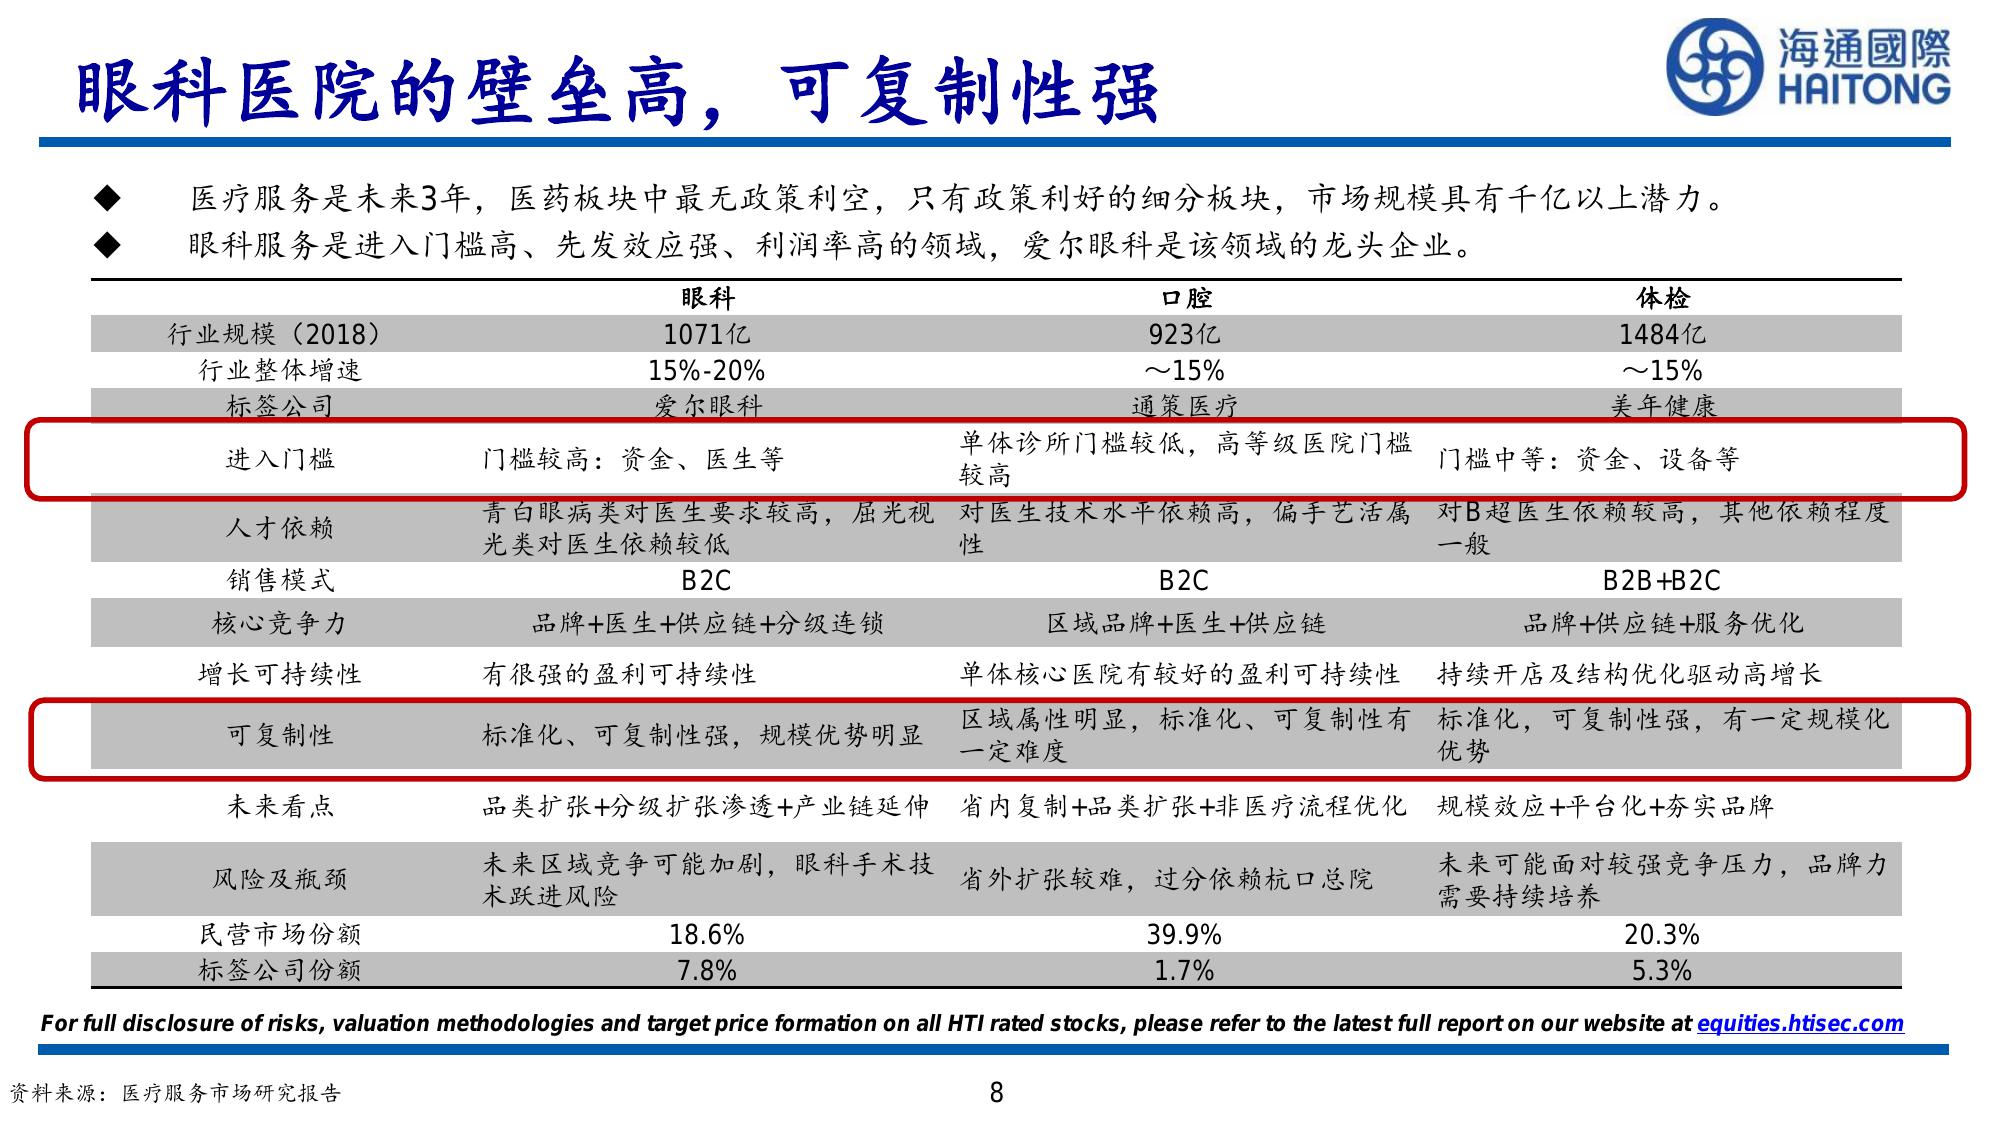 眼科医院的壁垒高，可复制性强
海通國際
HAITONG
◆ 医疗服务是未来3年，医药板块中最无政策利空，只有政策利好的细分板块，市场规模具有千亿以上潜力。
◆ 眼科服务是进入门槛高、先发效应强、利润率高的领域，爱尔眼科是该领域的龙头企业。
眼科 口腔 体检
行业规模（2018） 1071亿 923亿 1484亿
行业整体增速 15%-20% ～15% ～15%
标签公司 爱尔眼科 通策医疗 美年健康
进入门槛 门槛较高：资金、医生等 单体诊所门槛较低，高等级医院门槛
较高 门槛中等：资金、设备等
人才依赖 青白眼病类对医生要求较高，屈光视
光类对医生依赖较低 对医生技术水平依赖高，偏手艺活属
性 对B超医生依赖较高，其他依赖程度
一般
销售模式 B2C B2C B2B+B2C
核心竞争力 品牌+医生+供应链+分级连锁 区域品牌+医生+供应链 品牌+供应链+服务优化
增长可持续性 有很强的盈利可持续性 单体核心医院有较好的盈利可持续性 持续开店及结构优化驱动高增长
可复制性 标准化、可复制性强，规模优势明显 区域属性明显，标准化、可复制性有
一定难度 标准化，可复制性强，有一定规模化
优势
未来看点 品类扩张+分级扩张渗透+产业链延伸 省内复制+品类扩张+非医疗流程优化 规模效应+平台化+夯实品牌
风险及瓶颈 未来区域竞争可能加剧，眼科手术技
术跃进风险 省外扩张较难，过分依赖杭口总院 未来可能面对较强竞争压力，品牌力
需要持续培养
民营市场份额 18.6% 39.9% 20.3%
标签公司份额 7.8% 1.7% 5.3%
For full disclosure of risks, valuation methodologies and target price formation on all HTI rated stocks, please refer to the latest full report on our website at equities.htisec.com
资料来源：医疗服务市场研究报告
8